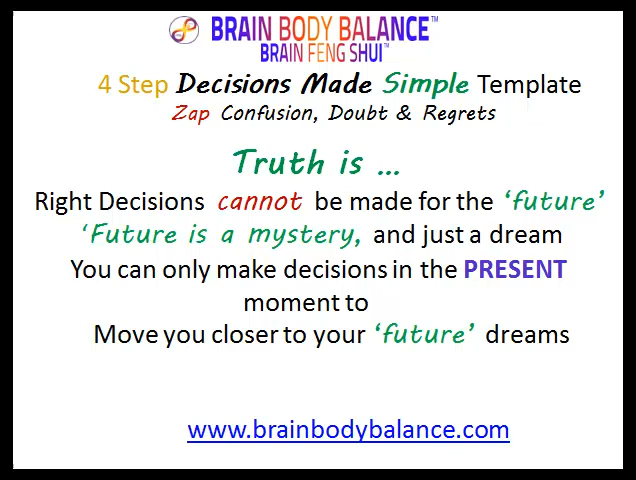 BRAIN BODY BALANCE™
BRAIN FENG SHUI™
4 Step Decisions Made Simple Template
Zap Confusion, Doubt & Regrets
Truth is ...
Right Decisions cannot be made for the ‘future’
‘Future is a mystery, and just a dream
You can only make decisions in the PRESENT
moment to
Move you closer to your ‘future’ dreams
www.brainbodybalance.com